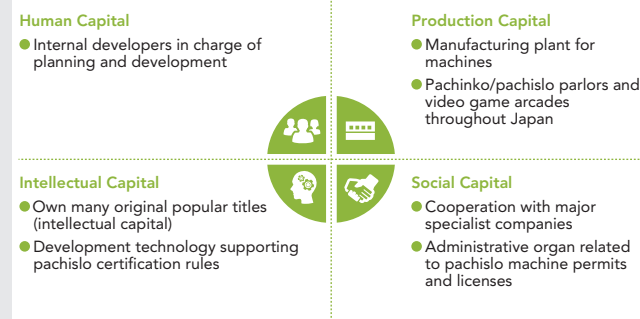 Human Capital
● Internal developers in charge of
planning and development
Production Capital
● Manufacturing plant for
machines
● Pachinko/pachislo parlors and
video game arcades
throughout Japan
Intellectual Capital
● Own many original popular titles
(intellectual capital)
● Development technology supporting
pachislo certification rules
Social Capital
● Cooperation with major
specialist companies
● Administrative organ related
to pachislo machine permits
and licenses